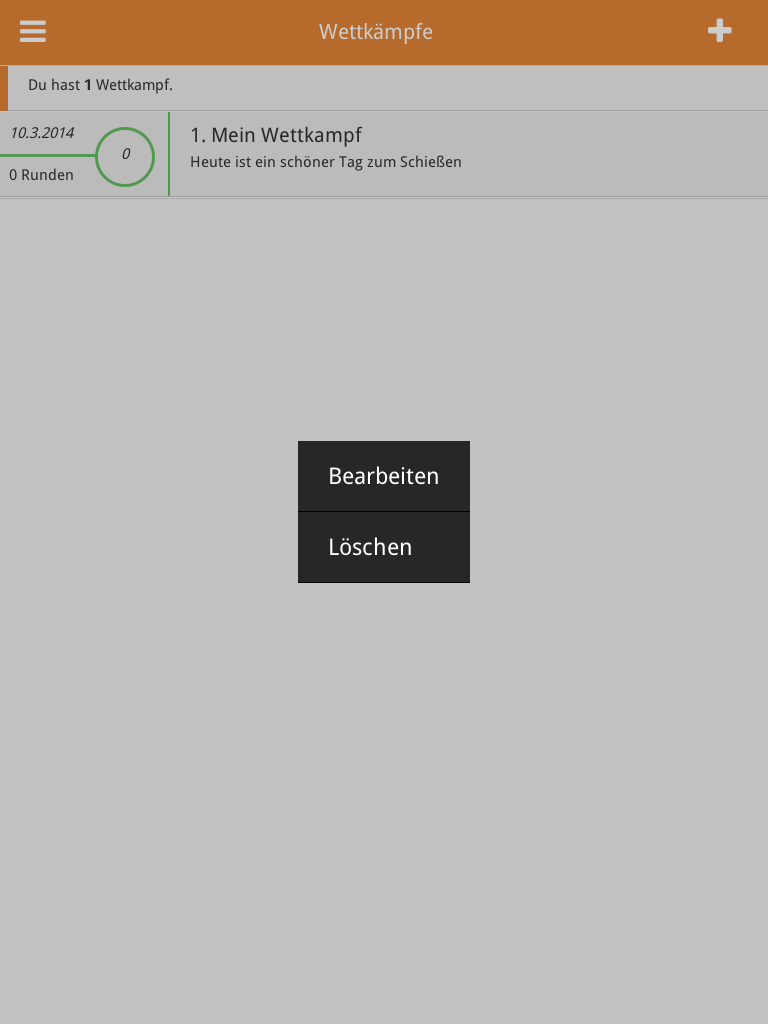 Wettkämpfe
Du hast 1 Wettkampf.
10.3.2014
0
0 Runden
1. Mein Wettkampf
Heute ist ein schöner Tag zum Schießen
Bearbeiten
Löschen